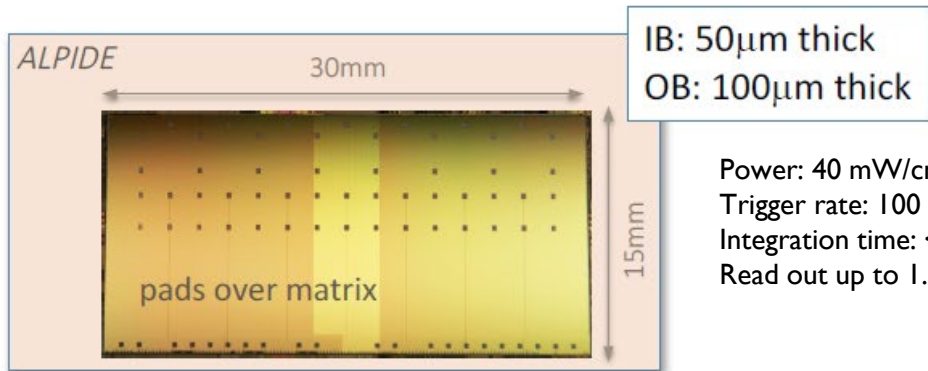 ALPIDE
30mm
IB: 50μm thick
OB: 100μm thick
15mm
pads over matrix
Power: 40 mW/cm
Trigger rate: 100
Integration time: <
Read out up to 1.